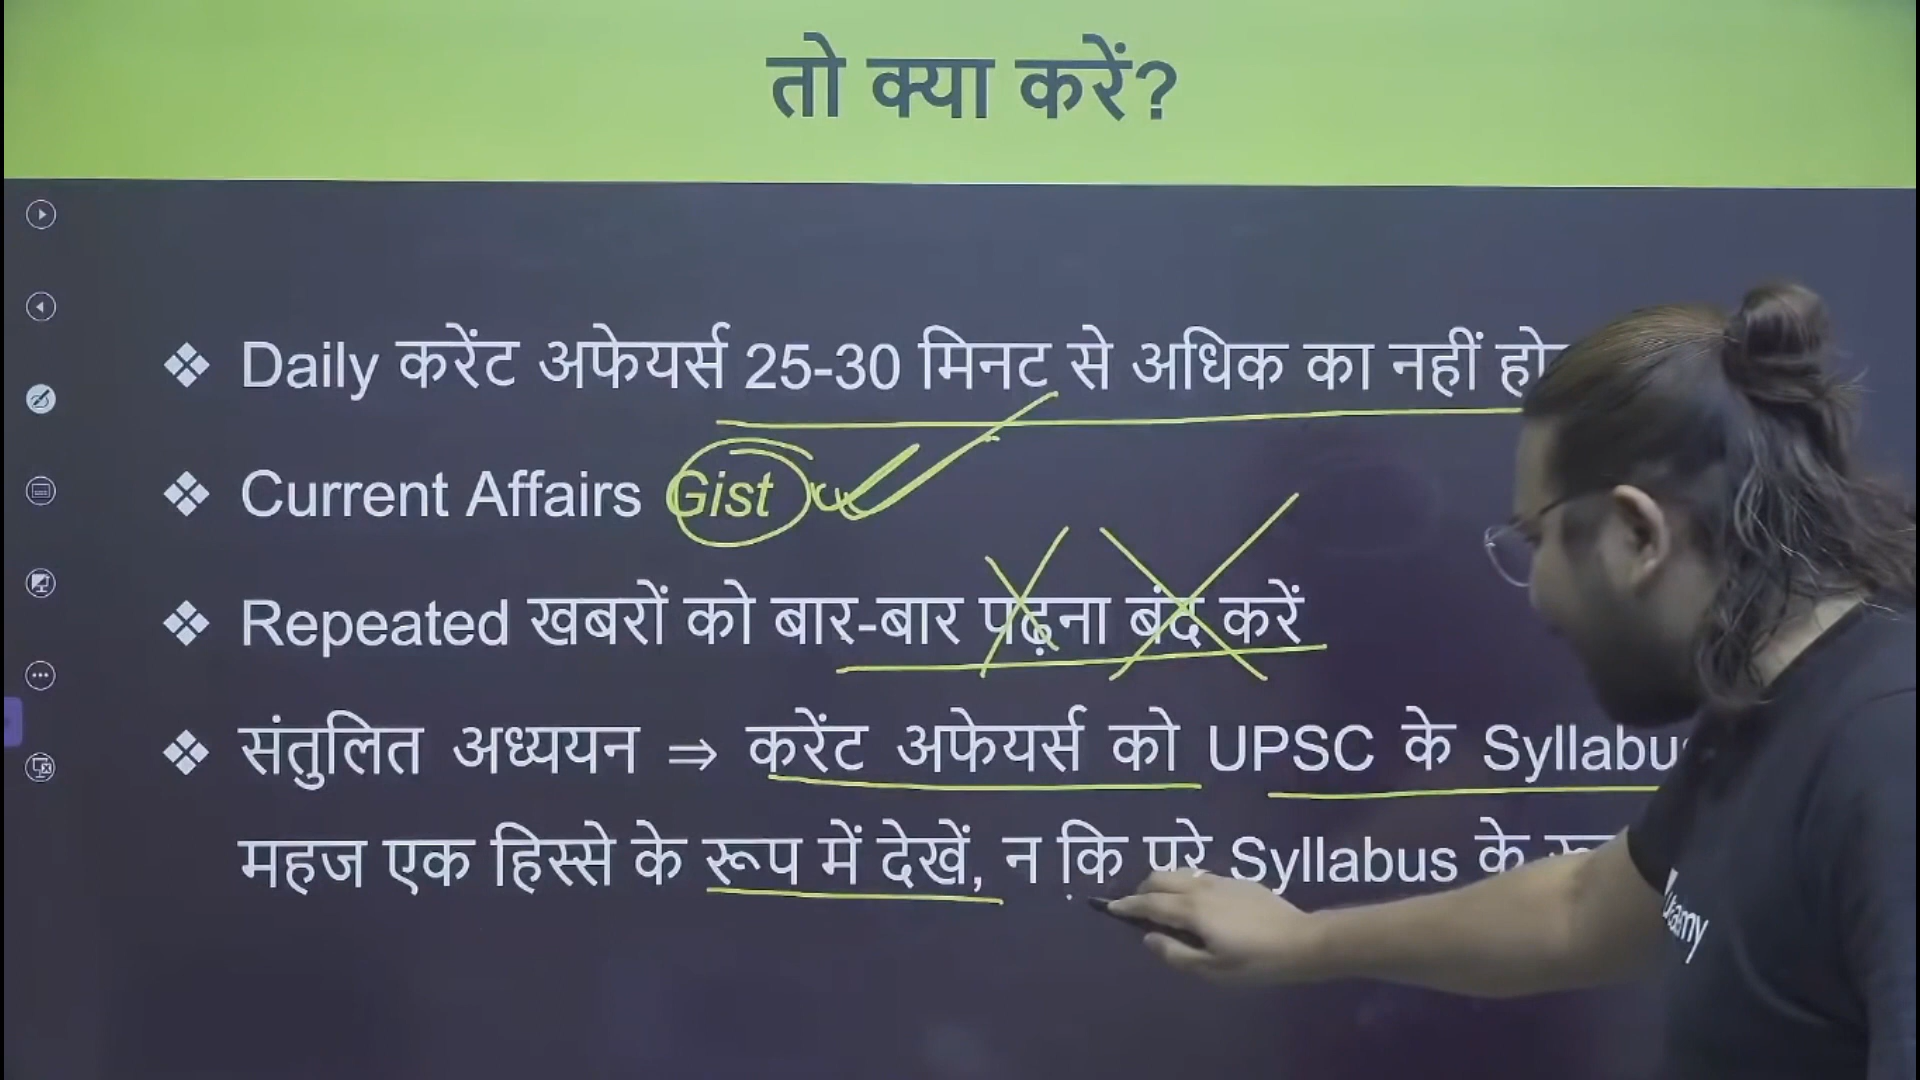 तो क्या करें?
Daily करेंट अफेयर्स 25-30 मिनट से अधिक का नहीं
Current Affairs Gist
Repeated खबरों को बार-बार पढ़ना बंद करें
संतुलित अध्ययन ⇒ करेंट अफेयर्स को UPSC के
महज एक हिस्से के रूप में देखें, न कि पूरे Syllabus के